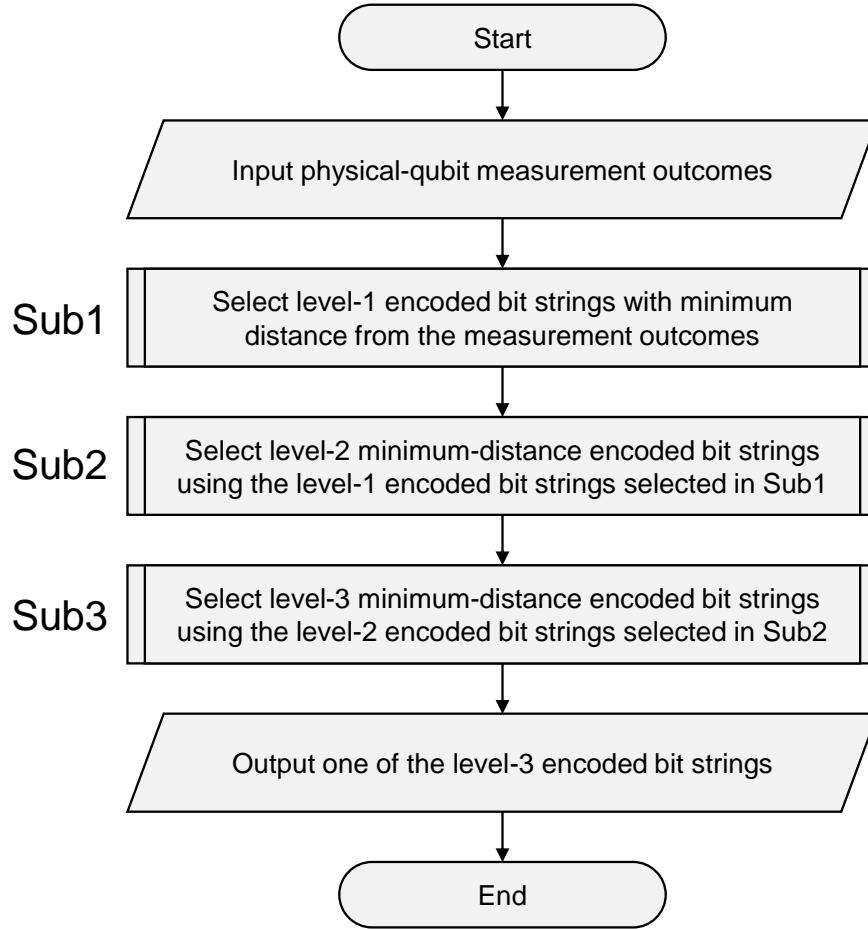 Start
Input physical-qubit measurement outcomes
Sub1
Select level-1 encoded bit strings with minimum
distance from the measurement outcomes
Sub2
Select level-2 minimum-distance encoded bit strings
using the level-1 encoded bit strings selected in Sub1
Sub3
Select level-3 minimum-distance encoded bit strings
using the level-2 encoded bit strings selected in Sub2
Output one of the level-3 encoded bit strings
End